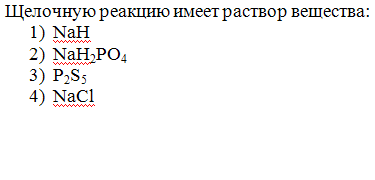 Щелочную реакцию имеет раствор вещества:
1) NaH
2) NaH₂PO₄
3) P₂S₅
4) NaCl